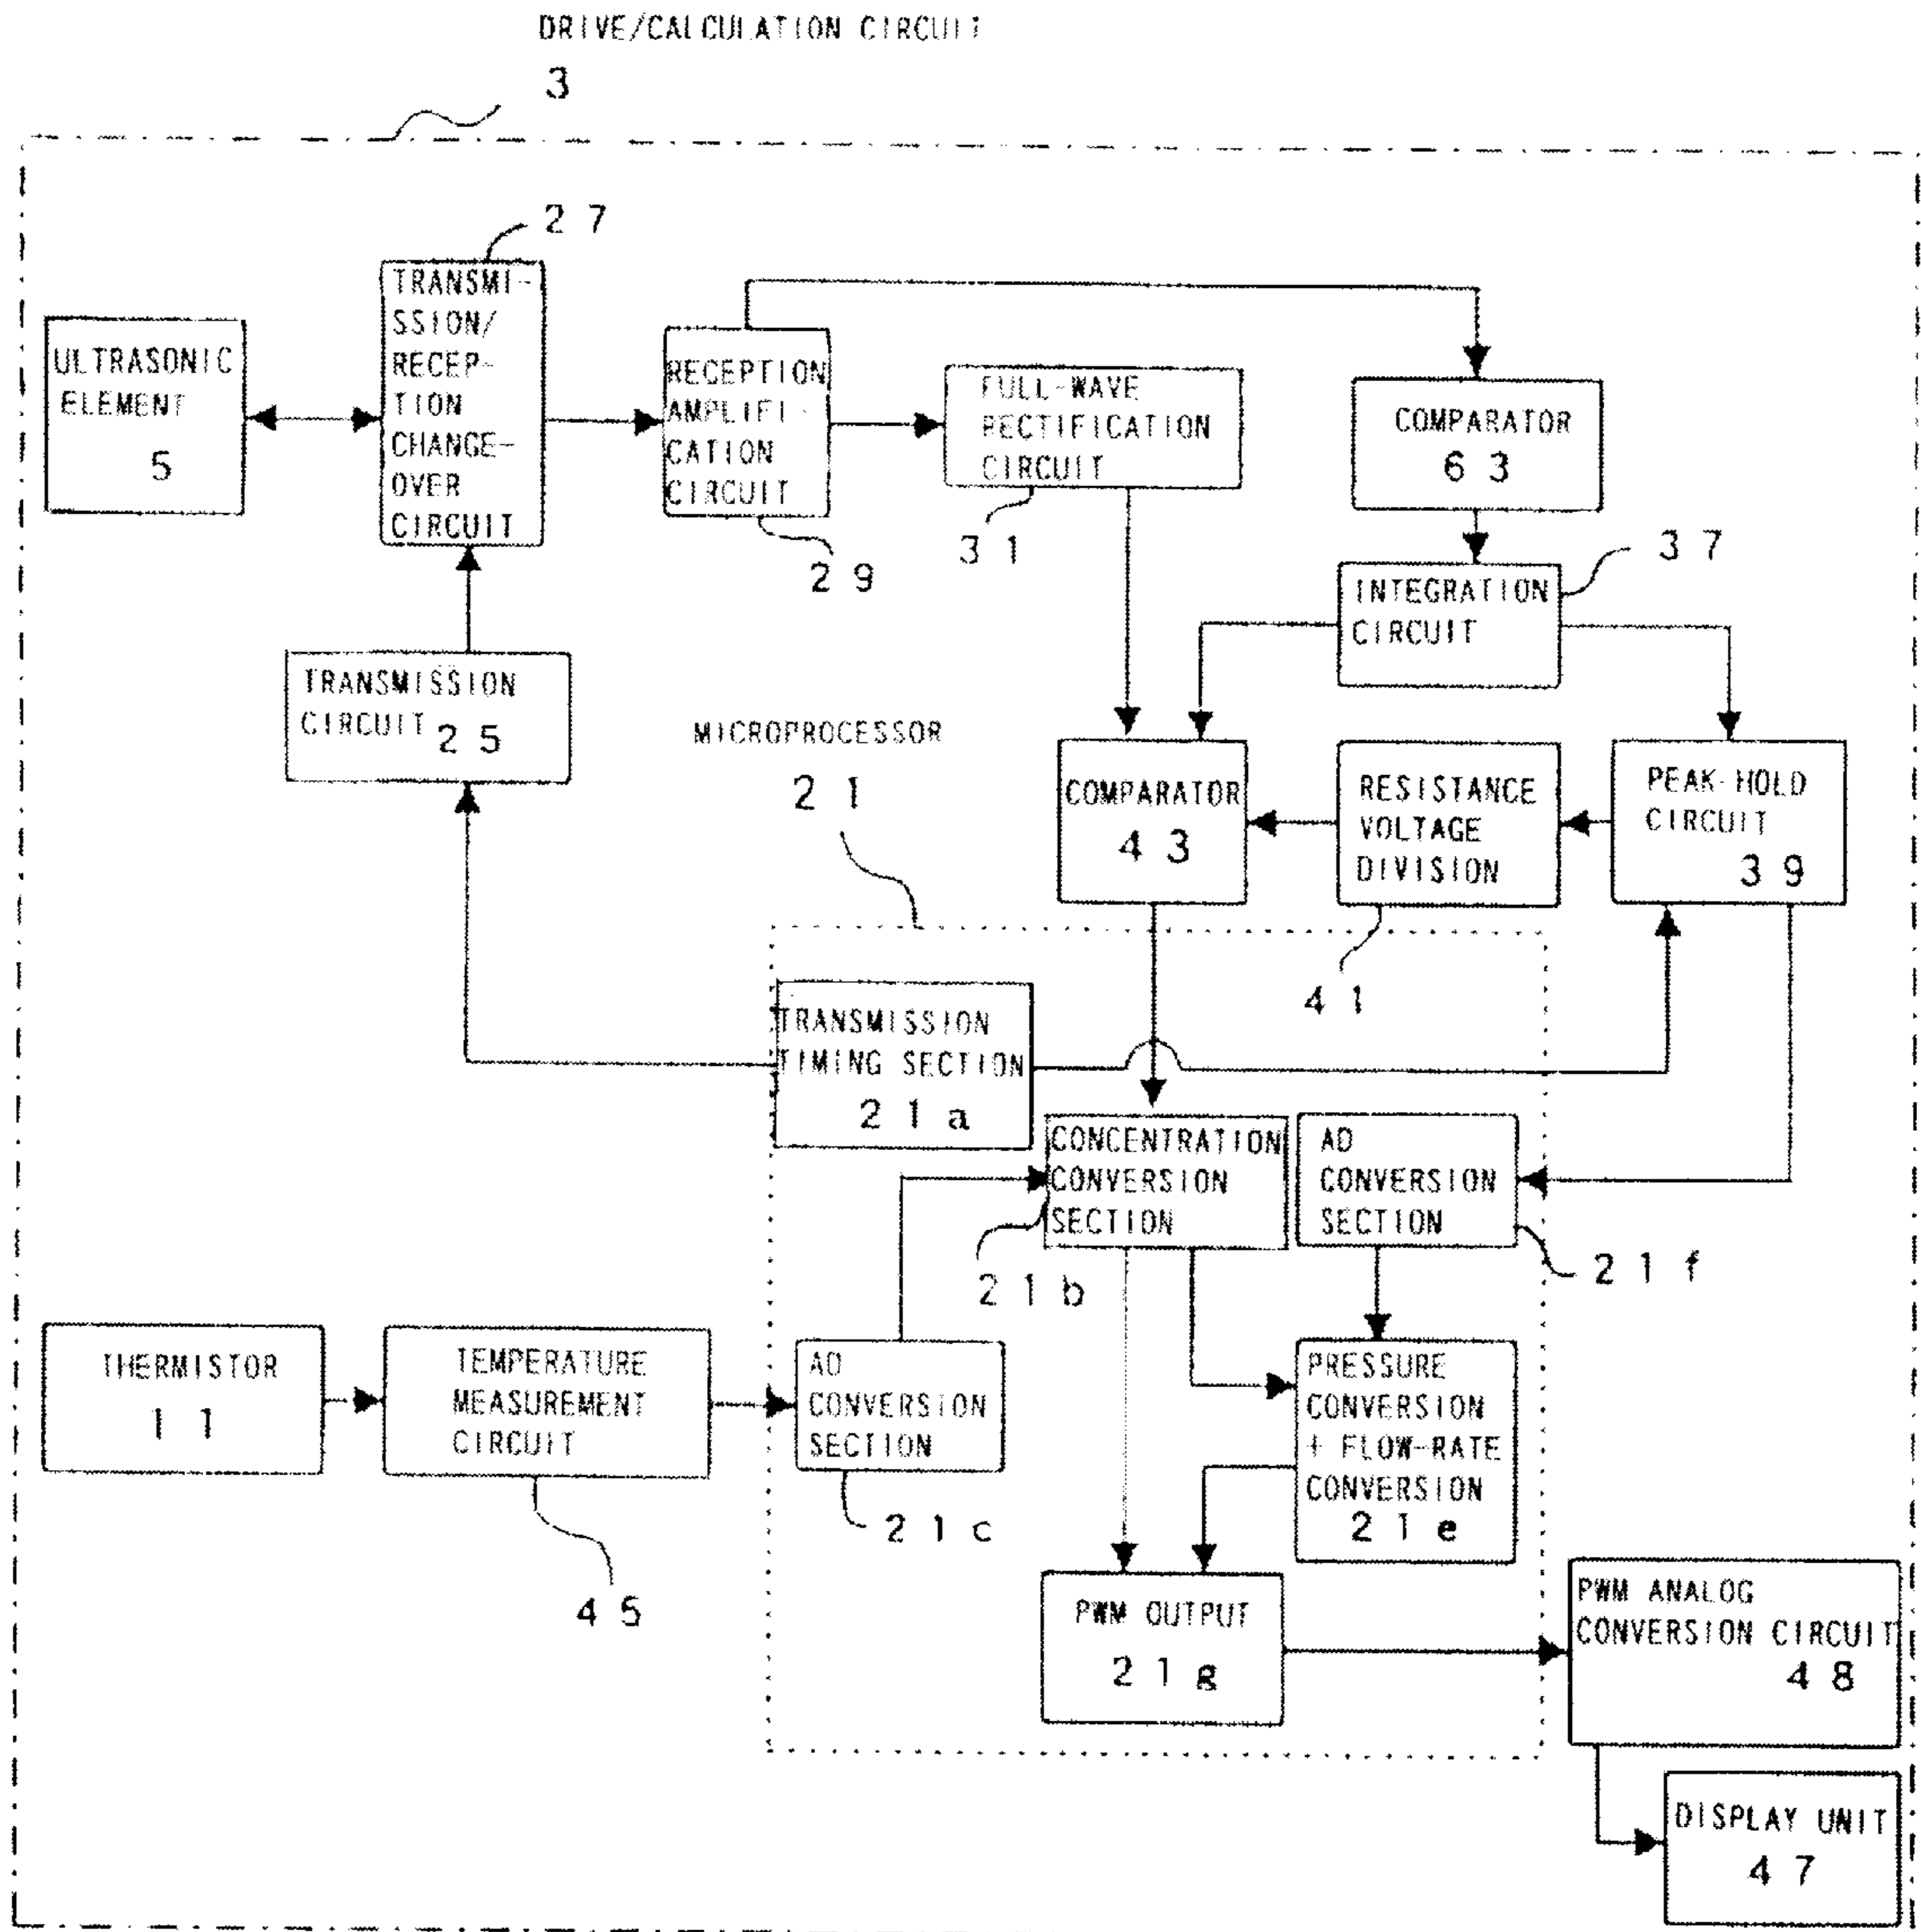 DRIVE/CALCULATION CIRCUIT
3
27
TRANSMI-
SSION/
RECEP-
TION
CHANGE-
OVER
CIRCUIT
ULTRASONIC
ELEMENT
5
RECEPTION
AMPLIFI-
CATION
CIRCUIT
29
FULL-WAVE
RECTIFICATION
CIRCUIT
31
COMPARATOR
63
INTEGRATION
CIRCUIT
37
TRANSMISSION
CIRCUIT 25
MICROPROCESSOR
21
COMPARATOR
43
RESISTANCE
VOLTAGE
DIVISION
41
PEAK-HOLD
CIRCUIT
39
TRANSMISSION
TIMING SECTION
21a
CONCENTRATION
CONVERSION
SECTION
21b
AD
CONVERSION
SECTION
21f
THERMISTOR
11
TEMPERATURE
MEASUREMENT
CIRCUIT
45
AD
CONVERSION
SECTION
21c
PRESSURE
CONVERSION
+ FLOW-RATE
CONVERSION
21e
PWM OUTPUT
21g
PWM ANALOG
CONVERSION CIRCUIT
48
DISPLAY UNIT
47